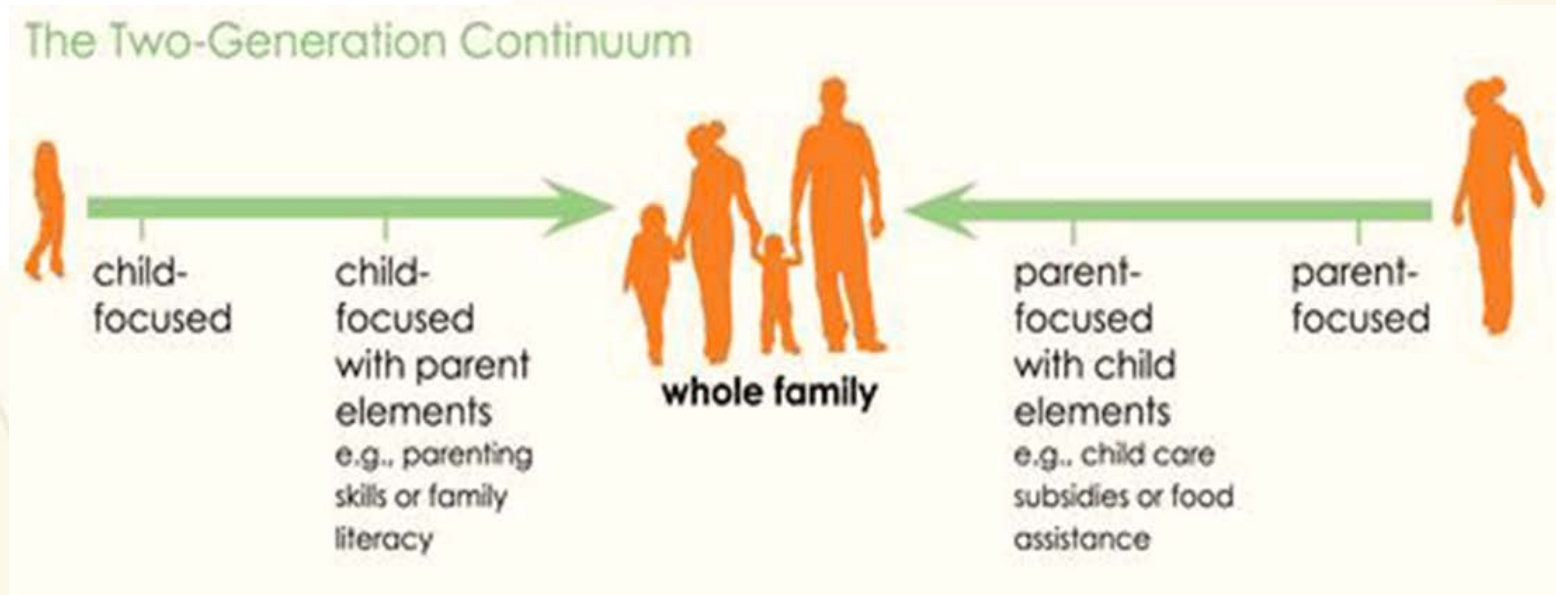 The Two-Generation Continuum
child-
focused
child-
focused
with parent
elements
e.g., parenting
skills or family
literacy
whole family
parent-
focused
with child
elements
e.g., child care
subsidies or food
assistance
parent-
focused